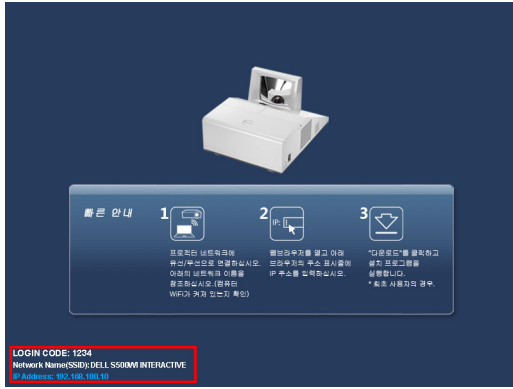 빠른 안내
1
프로젝터 네트워크에
유선/무선으로 연결하십시오.
아래의 네트워크 이름을
참조하십시오.(컴퓨터
WiFi가 켜져 있는지 확인)
2
IP:
웹브라우저를 열고 아래
브라우저의 주소 표시줄에
IP 주소를 입력하십시오.
3
"다운로드"를 클릭하고
설치 프로그램을
실행합니다.
* 최초 사용자의 경우.
LOGIN CODE: 1234
Network Name(SSID): DELL S500WI INTERACTIVE
IP Address: 192.168.100.10